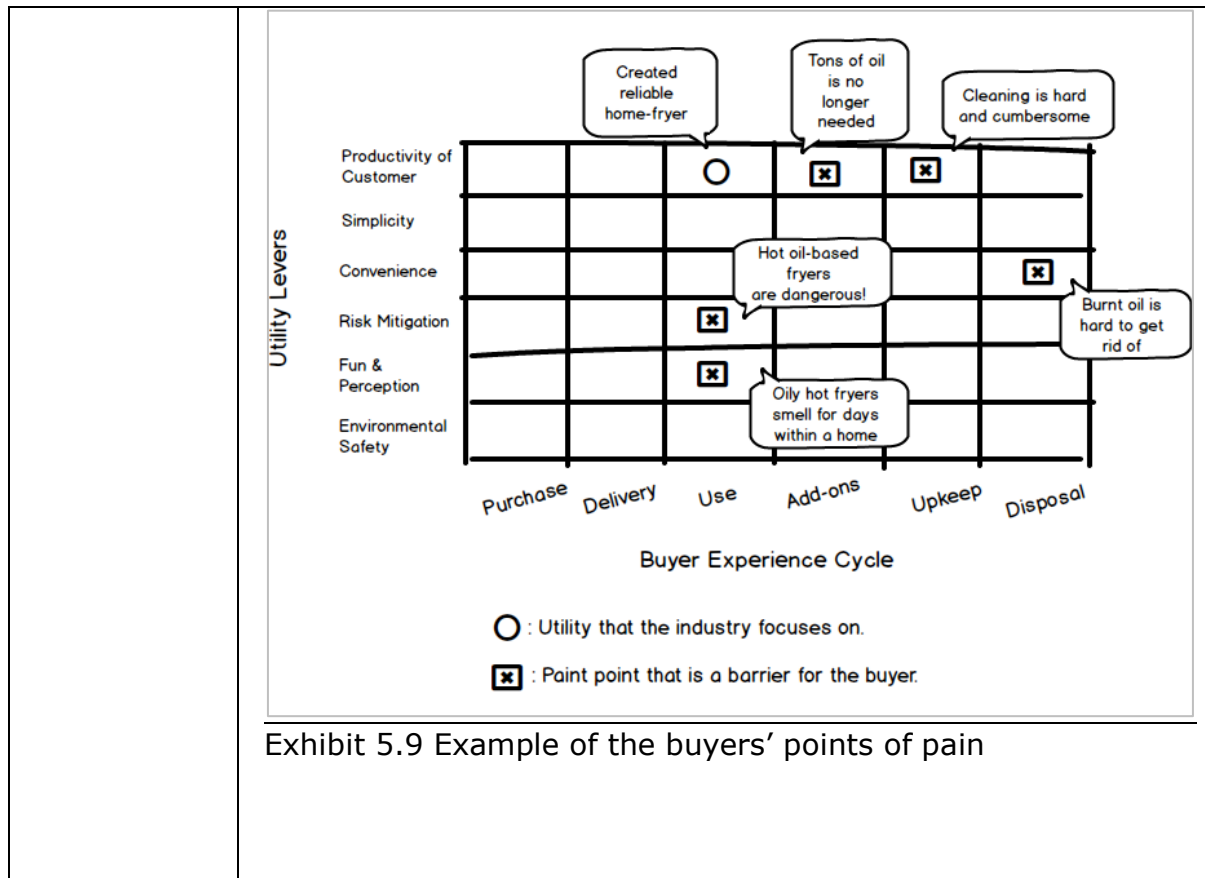 Created
reliable
home-fryer
Tons of oil
is no
longer
needed
Cleaning is hard
and cumbersome
Productivity of
Customer
Simplicity
Convenience
Risk Mitigation
Fun &
Perception
Environmental
Safety
Utility Levers
Hot oil-based
fryers
are dangerous!
Burnt oil is
hard to get
rid of
Oily hot fryers
smell for days
within a home
Purchase
Delivery
Use
Add-ons
Upkeep
Disposal
Buyer Experience Cycle
: Utility that the industry focuses on.
: Paint point that is a barrier for the buyer.
Exhibit 5.9 Example of the buyers’ points of pain